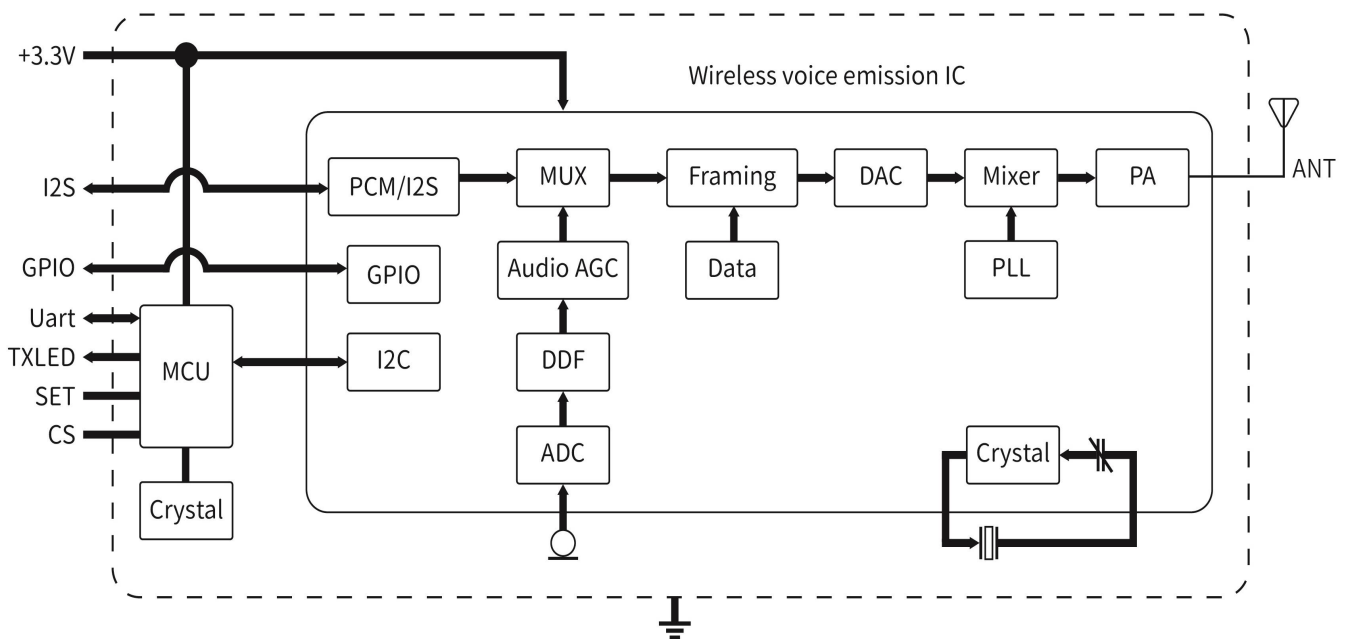 +3.3V
Wireless voice emission IC
I2S
PCM/I2S
MUX
Framing
DAC
Mixer
PA
ANT
GPIO
GPIO
Audio AGC
Data
PLL
Uart
TXLED
SET
CS
MCU
I2C
DDF
ADC
Crystal
Crystal